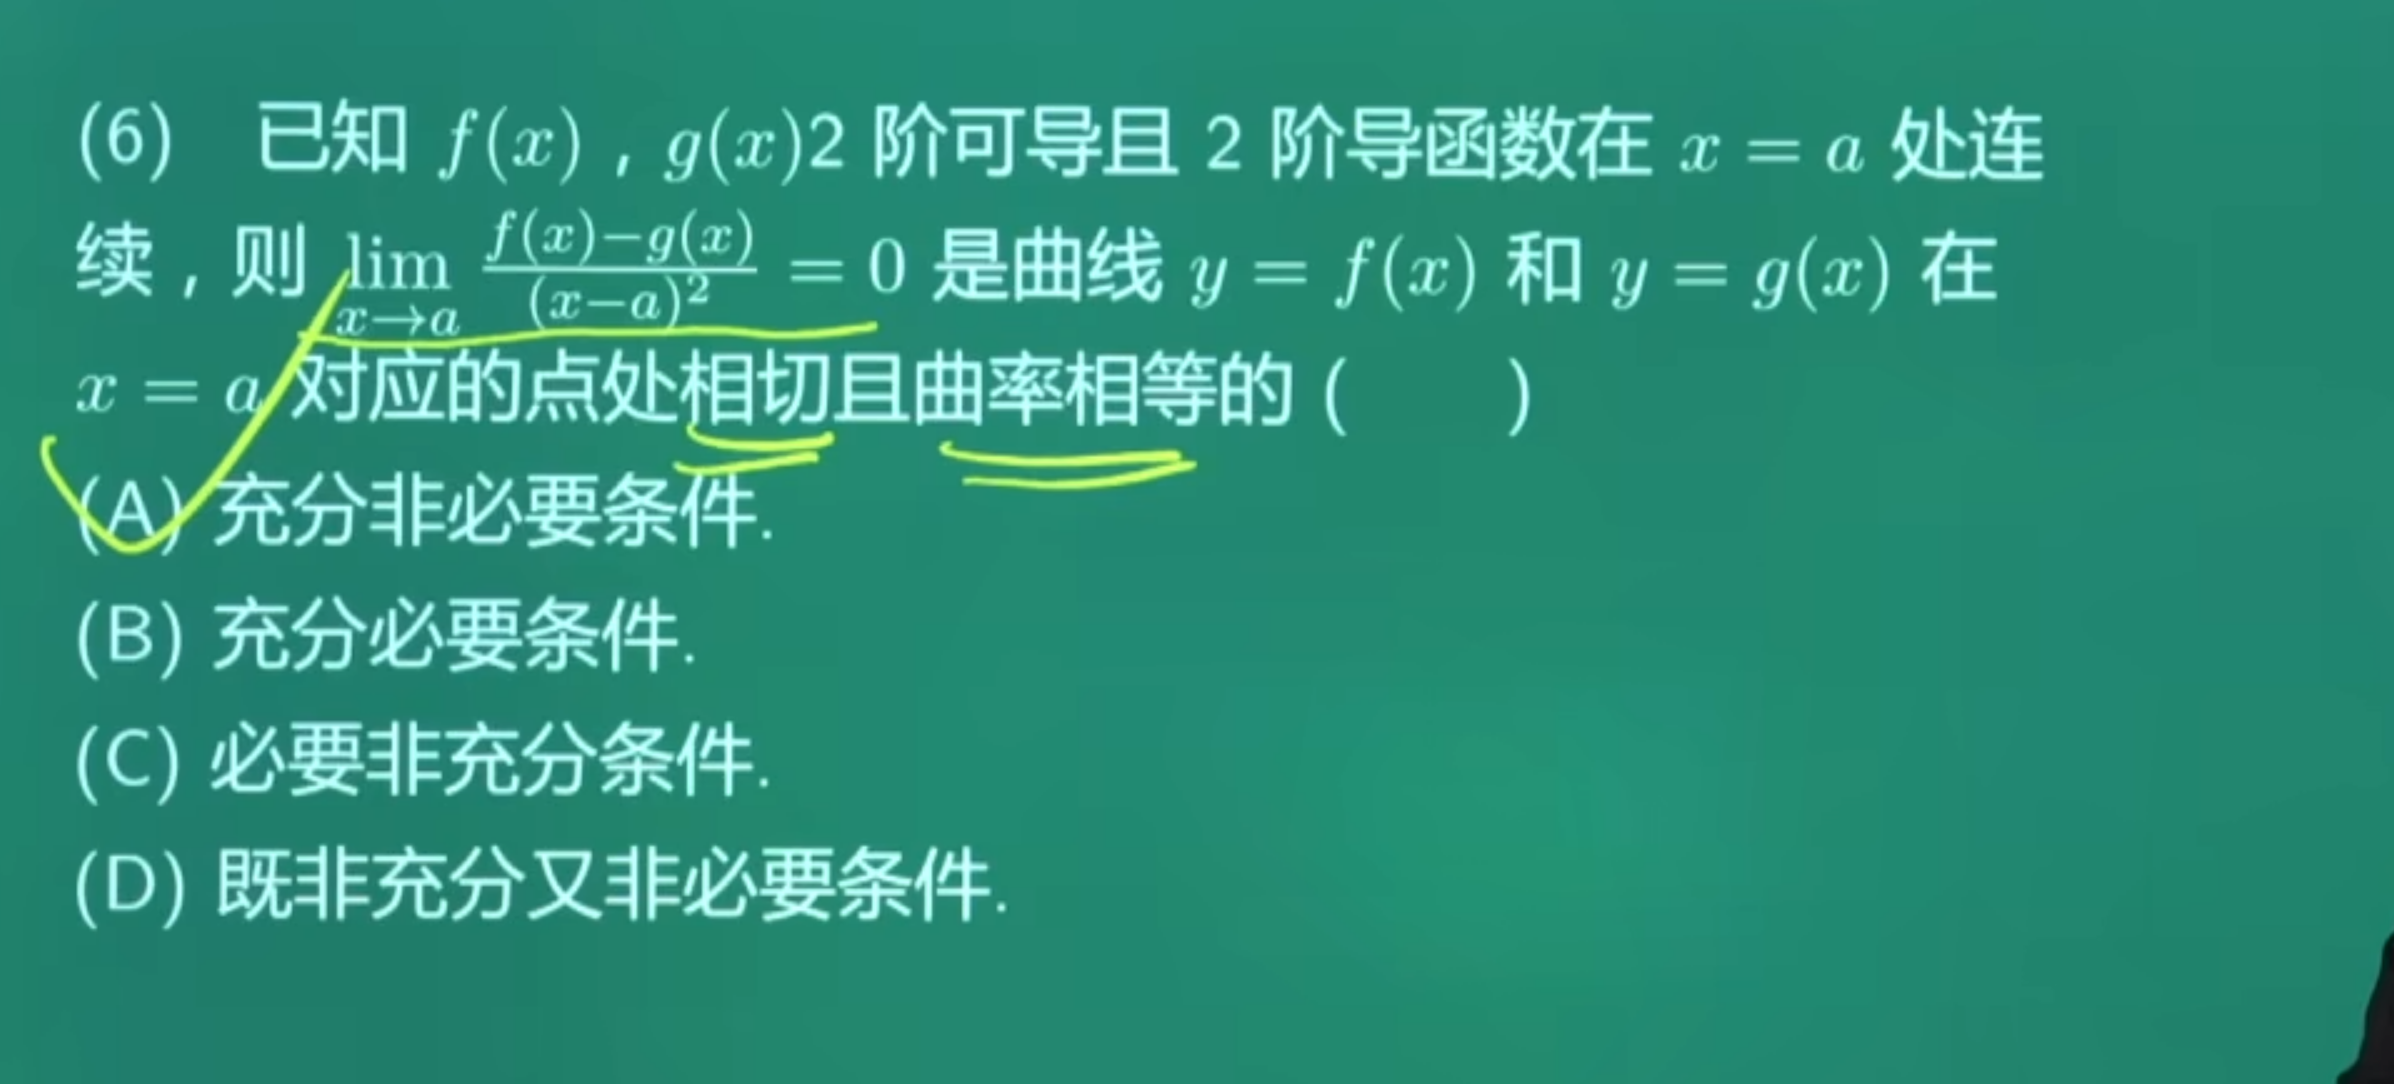 (6) 已知 f(x) , g(x)2 阶可导且 2 阶导函数在 x = a 处连
续 , 则 lim_{x→a} \frac{f(x)-g(x)}{(x-a)^2} = 0 是曲线 y = f(x) 和 y = g(x) 在
x = a 对应的点处相切且曲率相等的 ( )
(A) 充分非必要条件.
(B) 充分必要条件.
(C) 必要非充分条件.
(D) 既非充分又非必要条件.